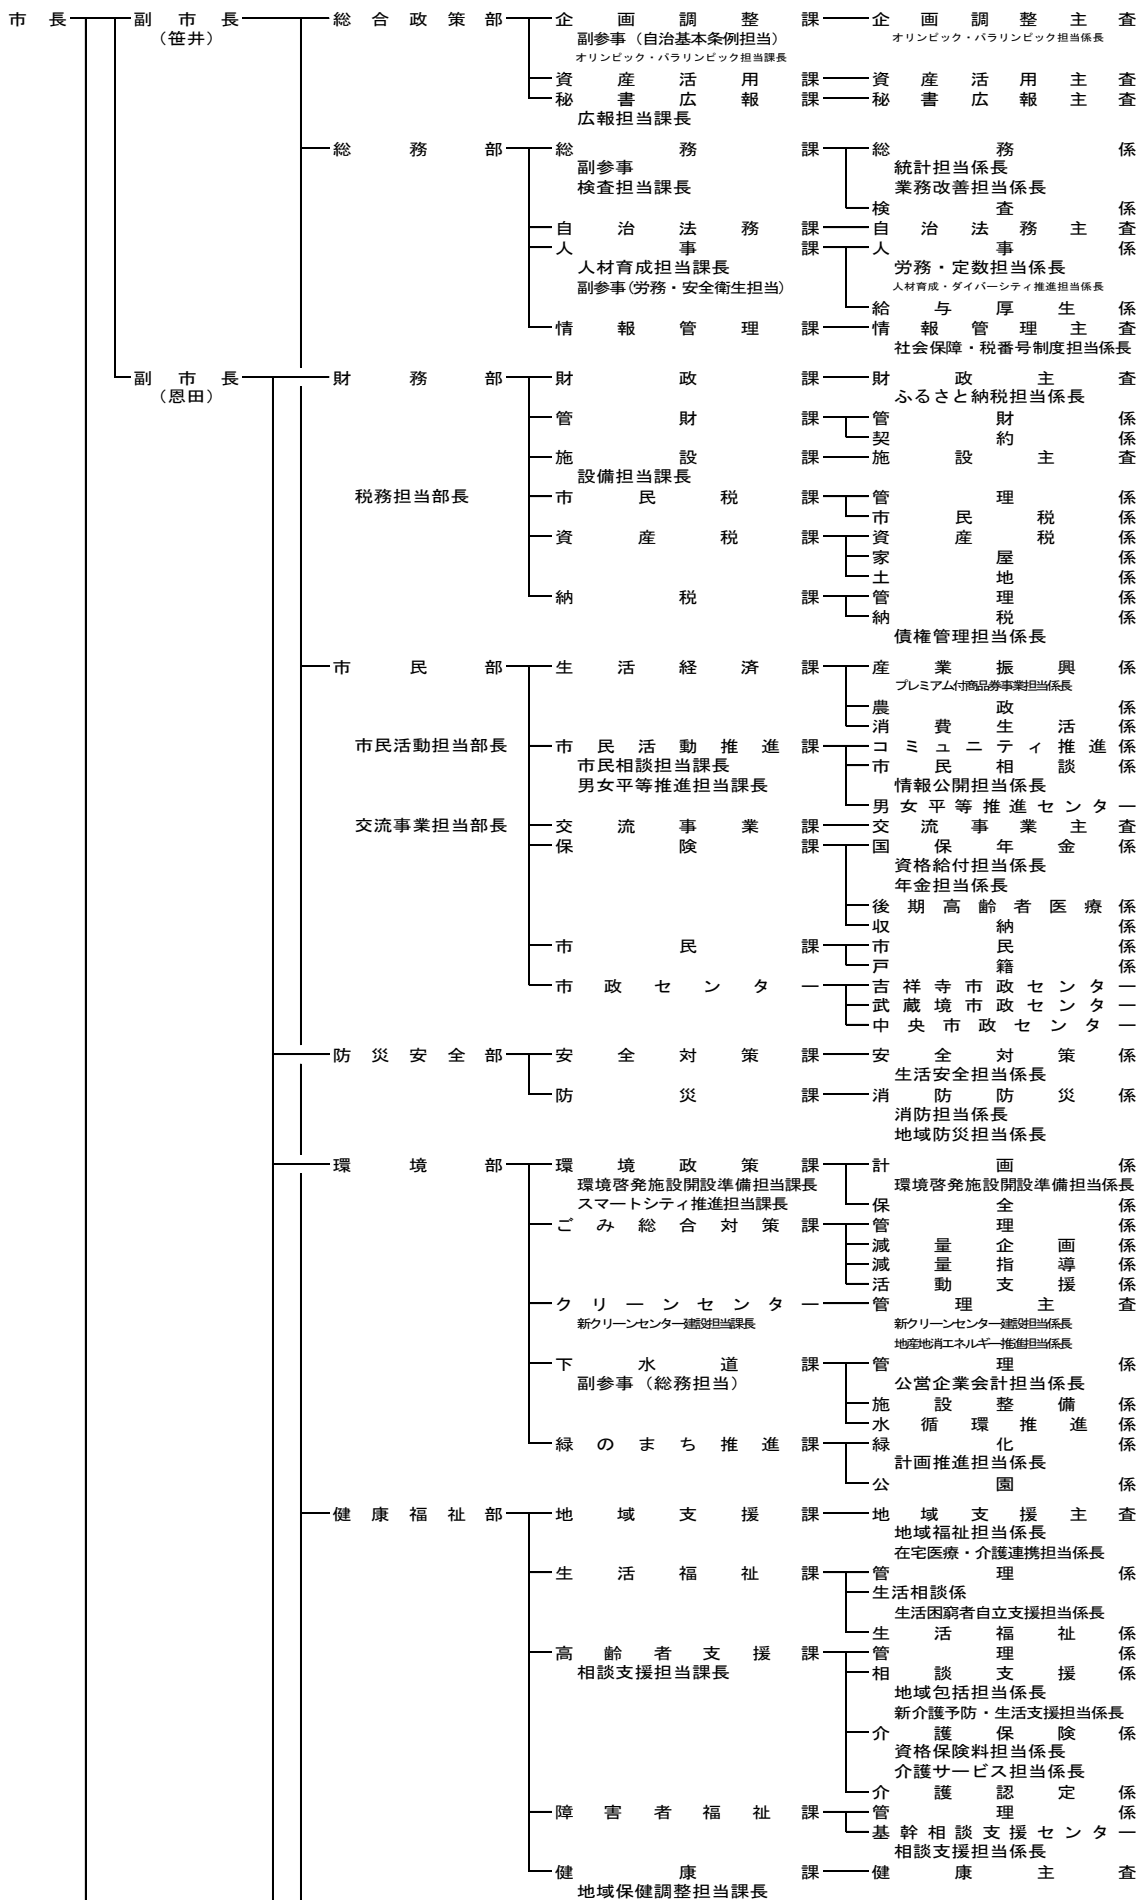 市長 副市長 総合政策部 企画調整課 企画調整主査
（笹井） 副参事（自治基本条例担当） オリンピック・パラリンピック担当係長
オリンピック・パラリンピック担当課長
資産活用課 資産活用主査
秘書広報課 秘書広報主査
広報担当課長
総務部 総務課 総務係
副参事 統計担当係長
検査担当課長 業務改善担当係長
検査係
自治法務課 自治法務主査
人事課 人事係
人材育成担当課長 労務・定数担当係長
副参事（労務・安全衛生担当） 人材育成・ダイバーシティ推進担当係長
給与厚生係
情報管理課 情報管理主査
社会保障・税番号制度担当係長
副市長 財務部 財政課 財政主査
（恩田） ふるさと納税担当係長
管財課 管財係
契約係
施設課 施設主査
設備担当課長
税務担当部長 市民税課 管理係
市民税係
資産税課 資産税係
家屋係
土地係
納税課 管理係
納税係
債権管理担当係長
市民部 生活経済課 産業振興係
プレミアム付商品券事業担当係長
農政係
消費生活係
市民活動担当部長 市民活動推進課 コミュニティ推進係
市民相談担当課長 市民相談係
男女平等推進担当課長 情報公開担当係長
男女平等推進センター
交流事業担当部長 交流事業課 交流事業主査
保険課 国保年金係
資格給付担当係長
年金担当係長
後期高齢者医療係
収納係
市民課 市民係
戸籍係
市政センター 吉祥寺市政センター
武蔵境市政センター
中央市政センター
防災安全部 安全対策課 安全対策係
生活安全担当係長
防災課 消防防災係
消防担当係長
地域防災担当係長
環境部 環境政策課 計画係
環境啓発施設開設準備担当課長 環境啓発施設開設準備担当係長
スマートシティ推進担当課長 保全係
ごみ総合対策課 管理係
減量企画係
減量指導係
活動支援係
クリーンセンター 管理主査
新クリーンセンター建設担当課長 新クリーンセンター建設担当係長
地産地消エネルギー推進担当係長
下水道課 管理係
副参事（総務担当） 公営企業会計担当係長
施設整備係
水循環推進係
緑のまち推進課 緑化係
計画推進担当係長
公園係
健康福祉部 地域支援課 地域支援主査
地域福祉担当係長
在宅医療・介護連携担当係長
生活福祉課 管理係
生活相談係
生活困窮者自立支援担当係長
生活福祉係
高齢者支援課 管理係
相談支援担当課長 相談支援係
地域包括担当係長
新介護予防・生活支援担当係長
介護保険係
資格保険料担当係長
介護サービス担当係長
介護認定係
障害者福祉課 管理係
基幹相談支援センター
相談支援担当係長
健康課 健康主査
地域保健調整担当課長